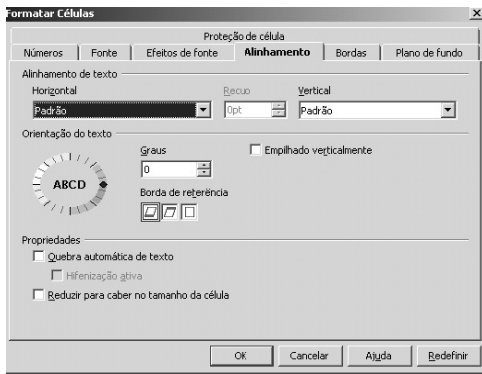 Formatar Células
Proteção de célula
Números Fonte Efeitos de fonte Alinhamento Bordas Plano de fundo
Alinhamento de texto
Horizontal Recuo Vertical
Padrão 0pt Padrão
Orientação do texto
Graus Empilhado verticalmente
ABCD 0
Borda de referência
Propriedades
Quebra automática de texto
Hifenização ativa
Reduzir para caber no tamanho da célula
OK Cancelar Ajuda Redefinir